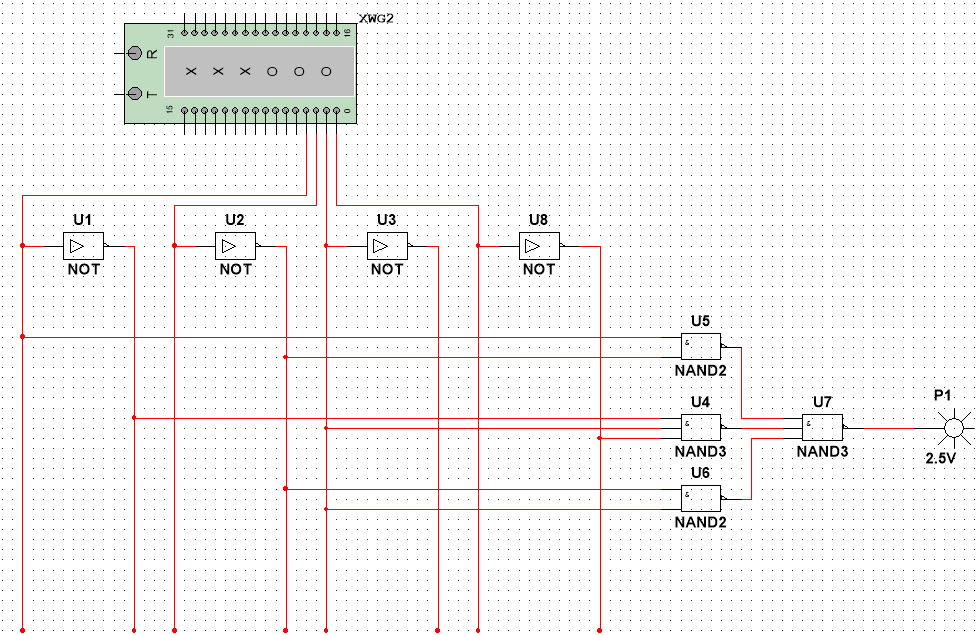 XWG2
31 16
R
X X X O O O
T
15 0
U1 U2 U3 U8
NOT NOT NOT NOT
U5
&
NAND2
P1
U4 U7
& &
NAND3 NAND3
2.5V
U6
&
NAND2